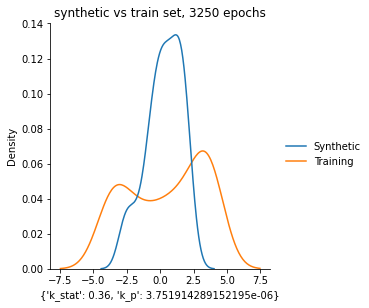 synthetic vs train set, 3250 epochs
0.14
0.12
0.10
0.08
0.06
0.04
0.02
0.00
Density
−7.5 −5.0 −2.5 0.0 2.5 5.0 7.5
{'k_stat': 0.36, 'k_p': 3.751914289152195e-06}
Synthetic
Training